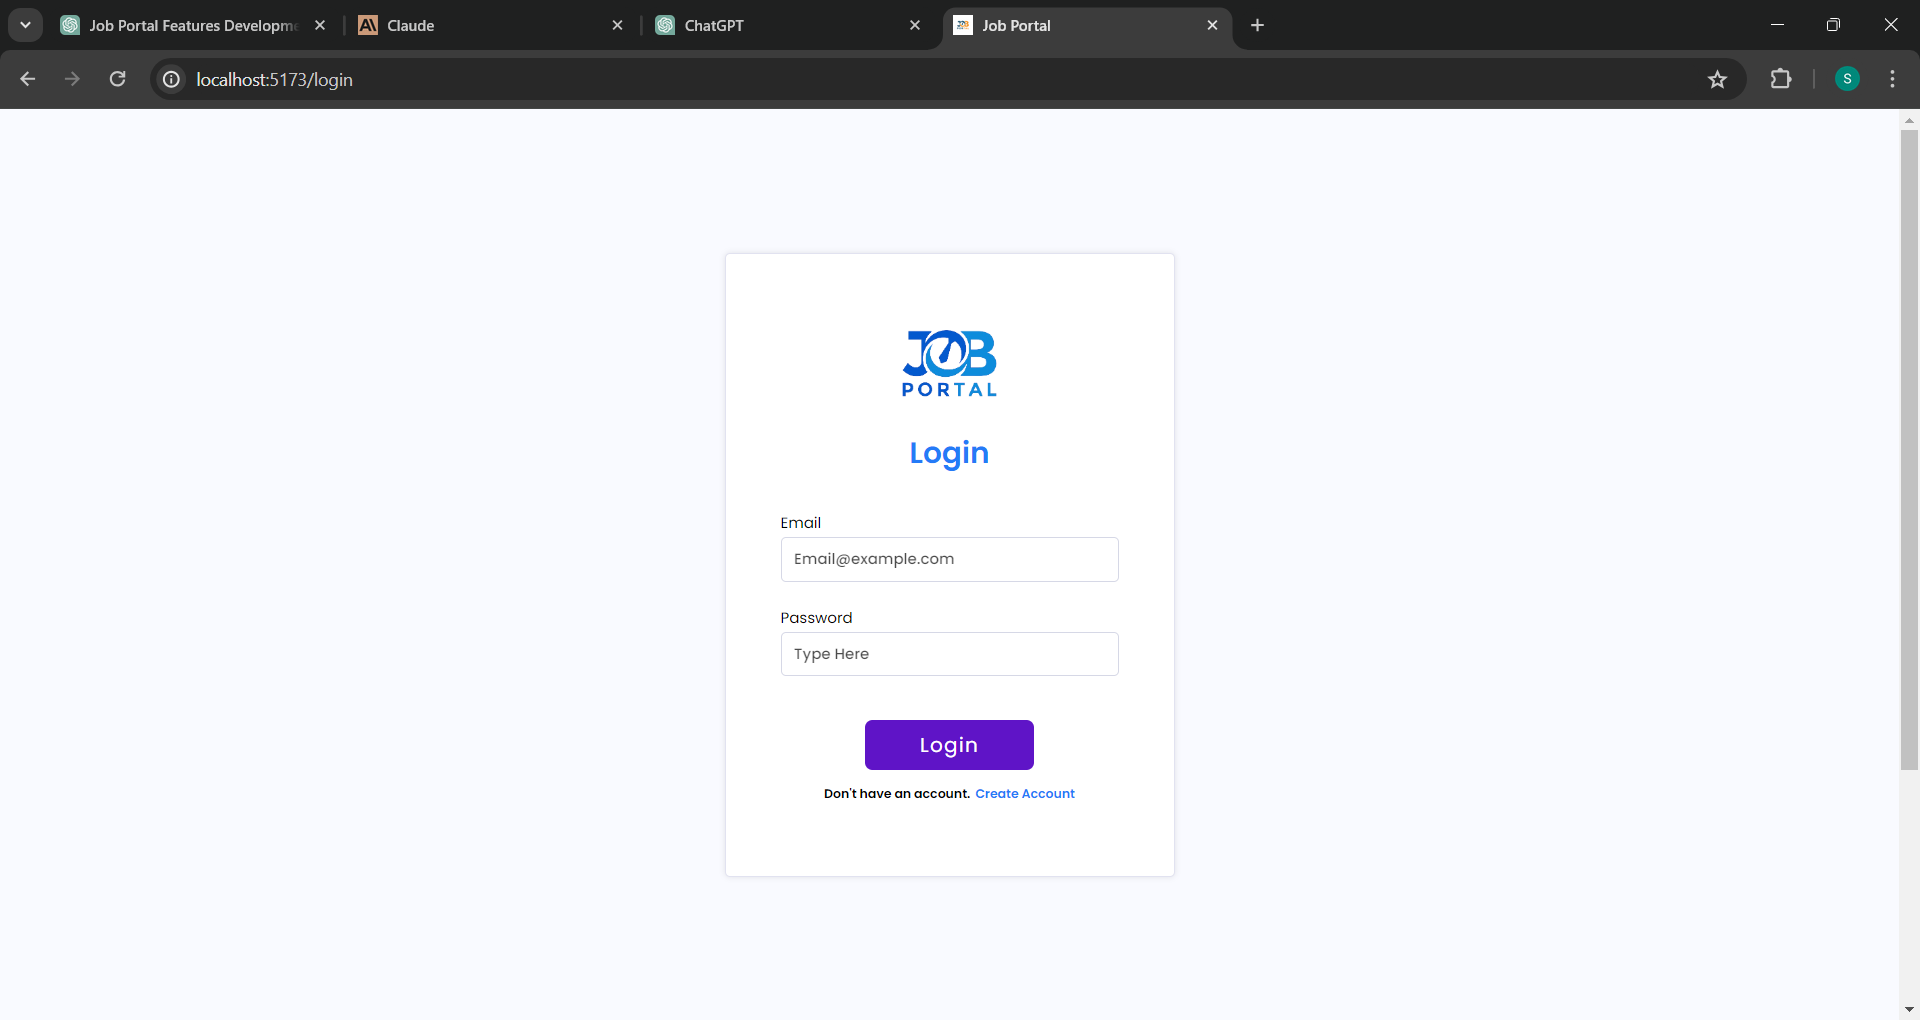 Job Portal Features Developme
Claude
ChatGPT
Job Portal
localhost:5173/login
S
JOB
PORTAL
Login
Email
Email@example.com
Password
Type Here
Login
Don't have an account. Create Account